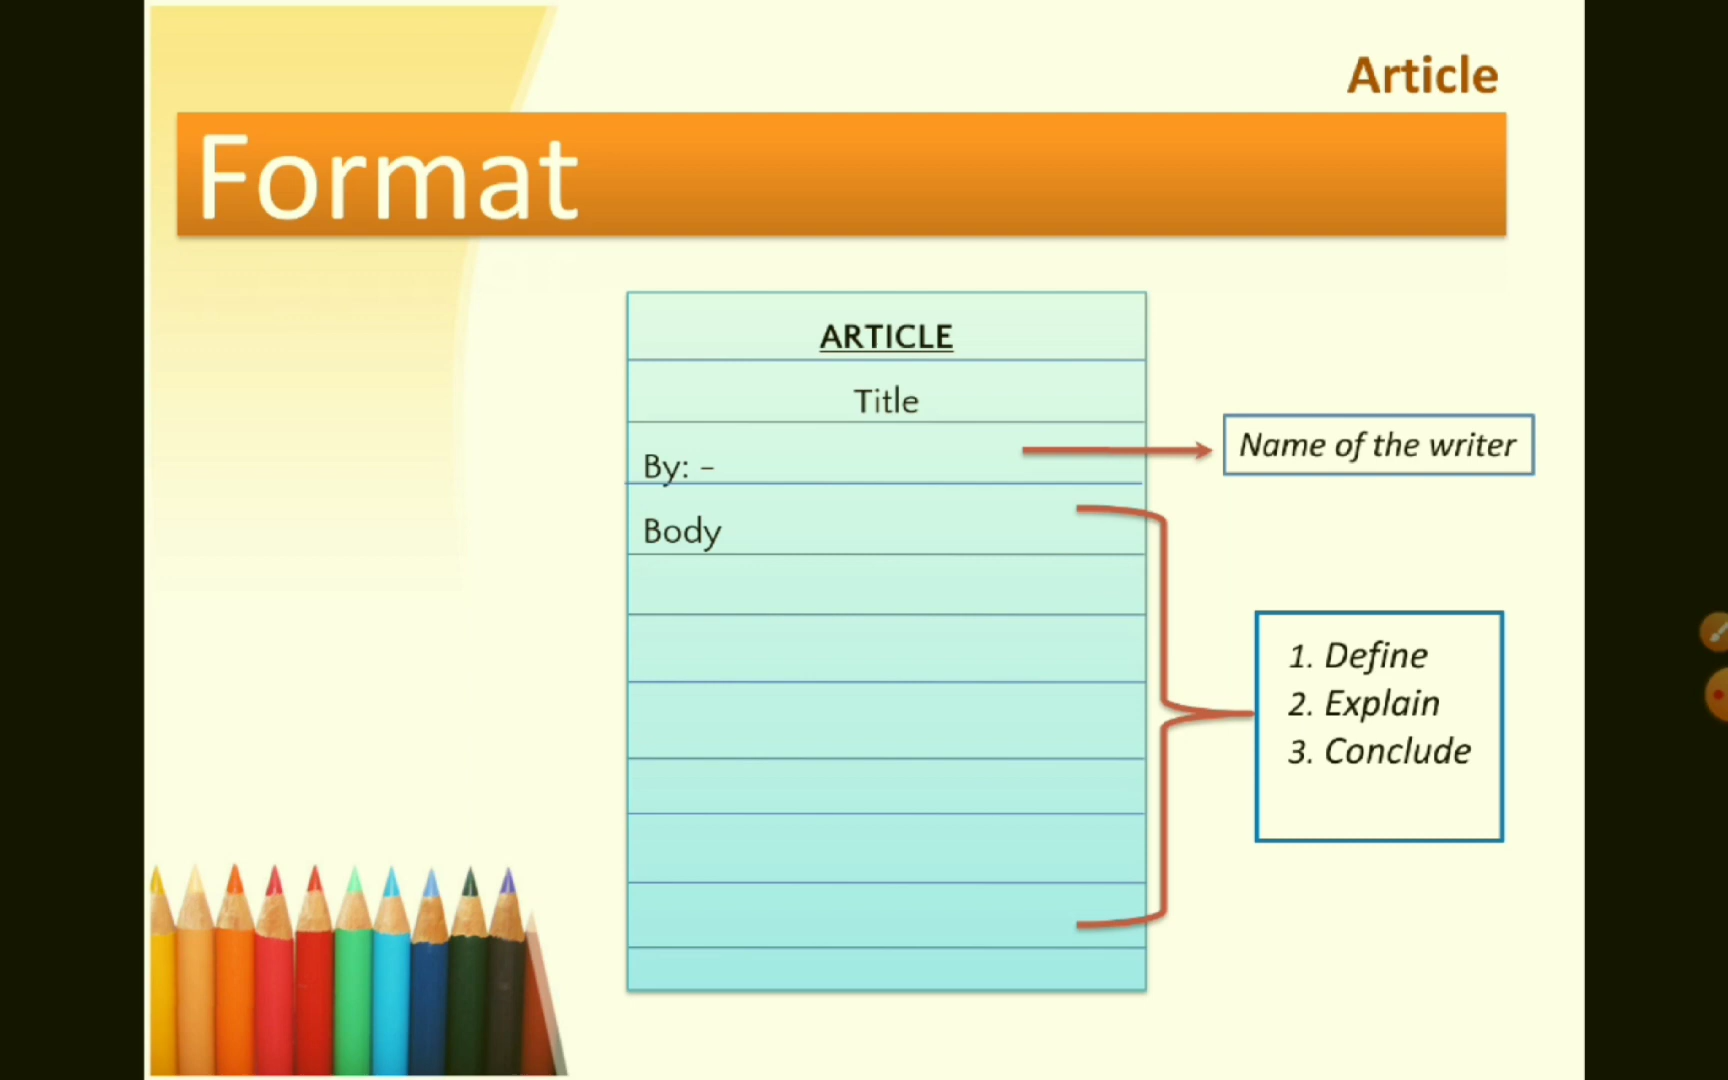 Article
Format
ARTICLE
Title
By: –
Name of the writer
Body
1. Define
2. Explain
3. Conclude